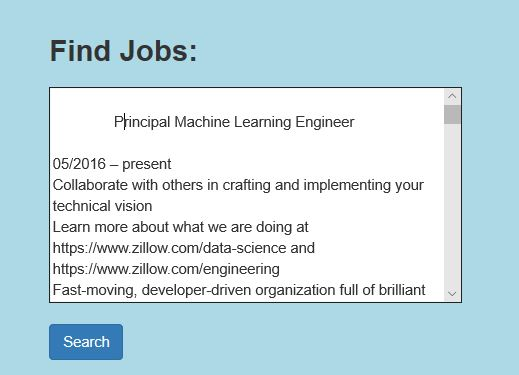 Find Jobs:
Principal Machine Learning Engineer
05/2016 – present
Collaborate with others in crafting and implementing your
technical vision
Learn more about what we are doing at
https://www.zillow.com/data-science and
https://www.zillow.com/engineering
Fast-moving, developer-driven organization full of brilliant
Search